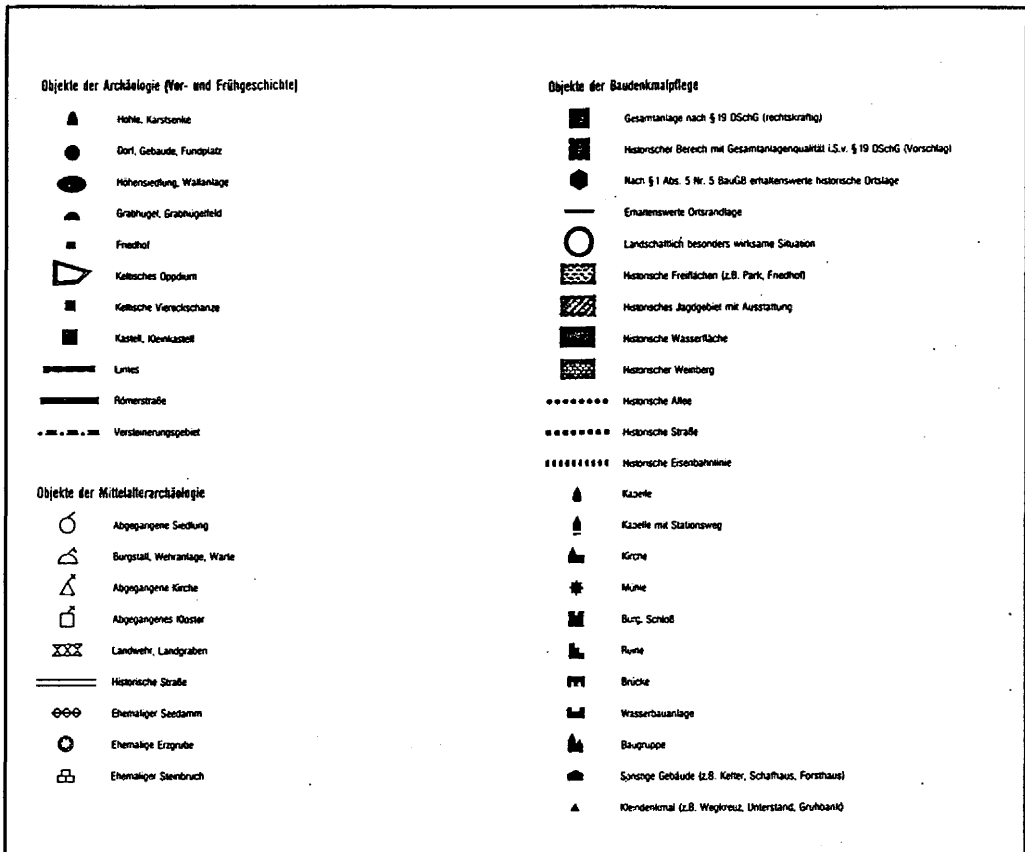 Objekte der Archäologie (Vor- und Frühgeschichte)
Höhle, Karstsenke
Dorf, Gebäude, Fundplatz
Höhensiedlung, Wallanlage
Grabhügel, Grabhügelfeld
Friedhof
Keltisches Oppidum
Keltische Viereckschanze
Kastell, Kleinkastell
Limes
Römerstraße
Versteinerungsgebiet
Objekte der Mittelalterarchäologie
Abgegangene Siedlung
Burgstall, Wehranlage, Warte
Abgegangene Kirche
Abgegangenes Kloster
Landwehr, Landgraben
Historische Straße
Ehemaliger Seedamm
Ehemalige Erzgrube
Ehemaliger Steinbruch
Objekte der Baudenkmalpflege
Gesamtanlage nach § 19 DSchG (rechtskräftig)
Historischer Bereich mit Gesamtanlagenqualität i.S.v. § 19 DSchG (Vorschlag)
Nach § 1 Abs. 5 Nr. 5 BauGB erhaltenswerte historische Ortslage
Erhaltenswerte Ortsrandlage
Landschaftlich besonders wirksame Situation
Historische Freiflächen (z.B. Park, Friedhof)
Historisches Jagdgebiet mit Ausstattung
Historische Wasserfläche
Historischer Weinberg
Historische Allee
Historische Straße
Historische Eisenbahnlinie
Kapelle
Kapelle mit Stationsweg
Kirche
Mühle
Burg, Schloß
Ruine
Brücke
Wasserbauanlage
Baugruppe
Sonstige Gebäude (z.B. Kelter, Schafhaus, Forsthaus)
Kleindenkmal (z.B. Wegkreuz, Unterstand, Gruhbank)